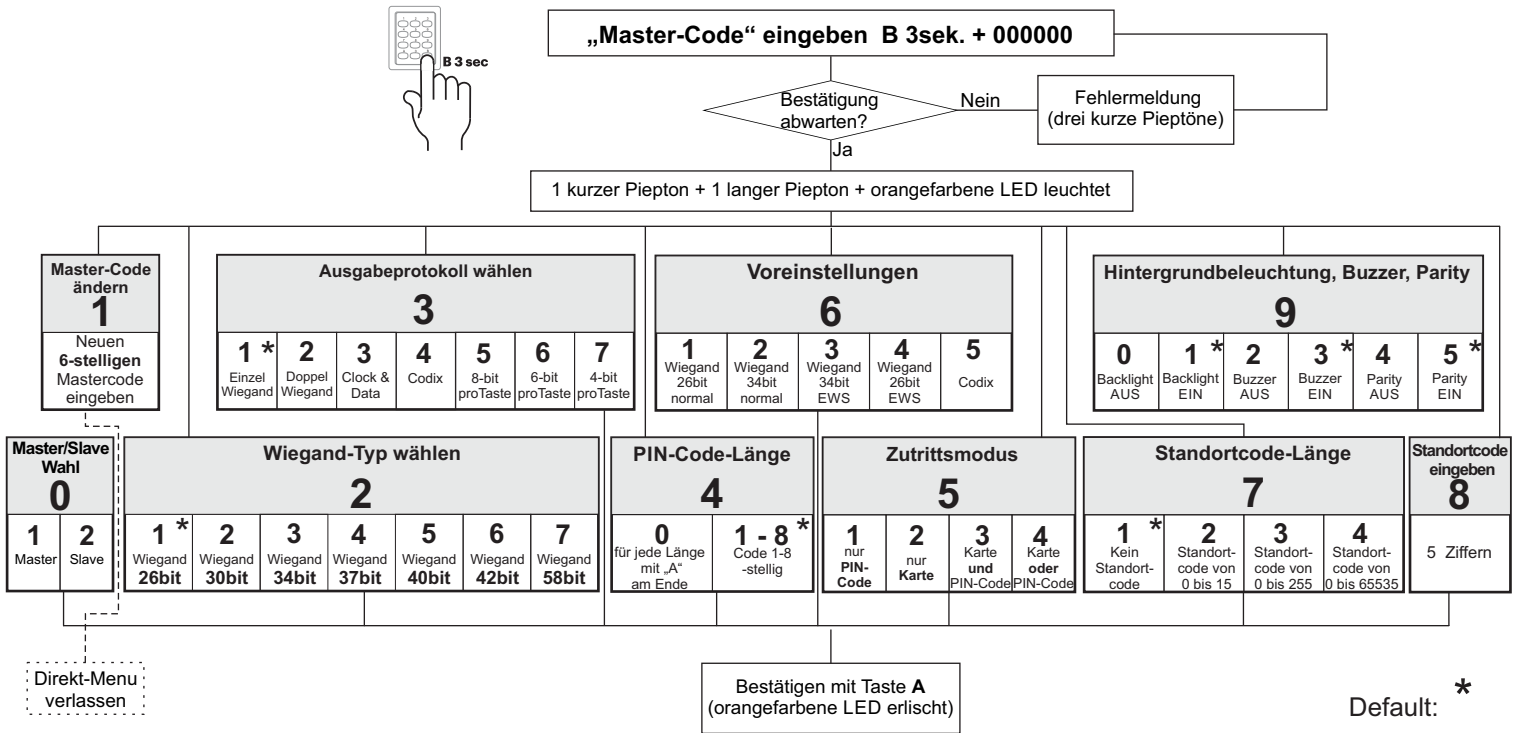 „Master-Code“ eingeben B 3sek. + 000000
B 3 sec
Bestätigung
abwarten?
Nein
Fehlermeldung
(drei kurze Pieptöne)
Ja
1 kurzer Piepton + 1 langer Piepton + orangefarbene LED leuchtet
Master-Code
ändern
1
Neuen
6-stelligen
Mastercode
eingeben
Ausgabeprotokoll wählen
3
1 *
Einzel
Wiegand
2
Doppel
Wiegand
3
Clock &
Data
4
Codix
5
8-bit
proTaste
6
6-bit
proTaste
7
4-bit
proTaste
Voreinstellungen
6
1
Wiegand
26bit
normal
2
Wiegand
34bit
normal
3
Wiegand
34bit
EWS
4
Wiegand
26bit
EWS
5
Codix
Hintergrundbeleuchtung, Buzzer, Parity
9
0
Backlight
AUS
1 *
Backlight
EIN
2
Buzzer
AUS
3 *
Buzzer
EIN
4
Parity
AUS
5 *
Parity
EIN
Master/Slave
Wahl
0
1
Master
2
Slave
Wiegand-Typ wählen
2
1 *
Wiegand
26bit
2
Wiegand
30bit
3
Wiegand
34bit
4
Wiegand
37bit
5
Wiegand
40bit
6
Wiegand
42bit
7
Wiegand
58bit
PIN-Code-Länge
4
0
für jede Länge
mit „A“
am Ende
1 - 8 *
Code 1-8
-stellig
Zutrittsmodus
5
1
nur
PIN-
Code
2
nur
Karte
3
Karte
und
PIN-Code
4
Karte
oder
PIN-Code
Standortcode-Länge
7
1 *
Kein
Standort-
code
2
Standort-
code von
0 bis 15
3
Standort-
code von
0 bis 255
4
Standort-
code von
0 bis 65535
Standortcode
eingeben
8
5 Ziffern
Direkt-Menu
verlassen
Bestätigen mit Taste A
(orangefarbene LED erlischt)
Default: *